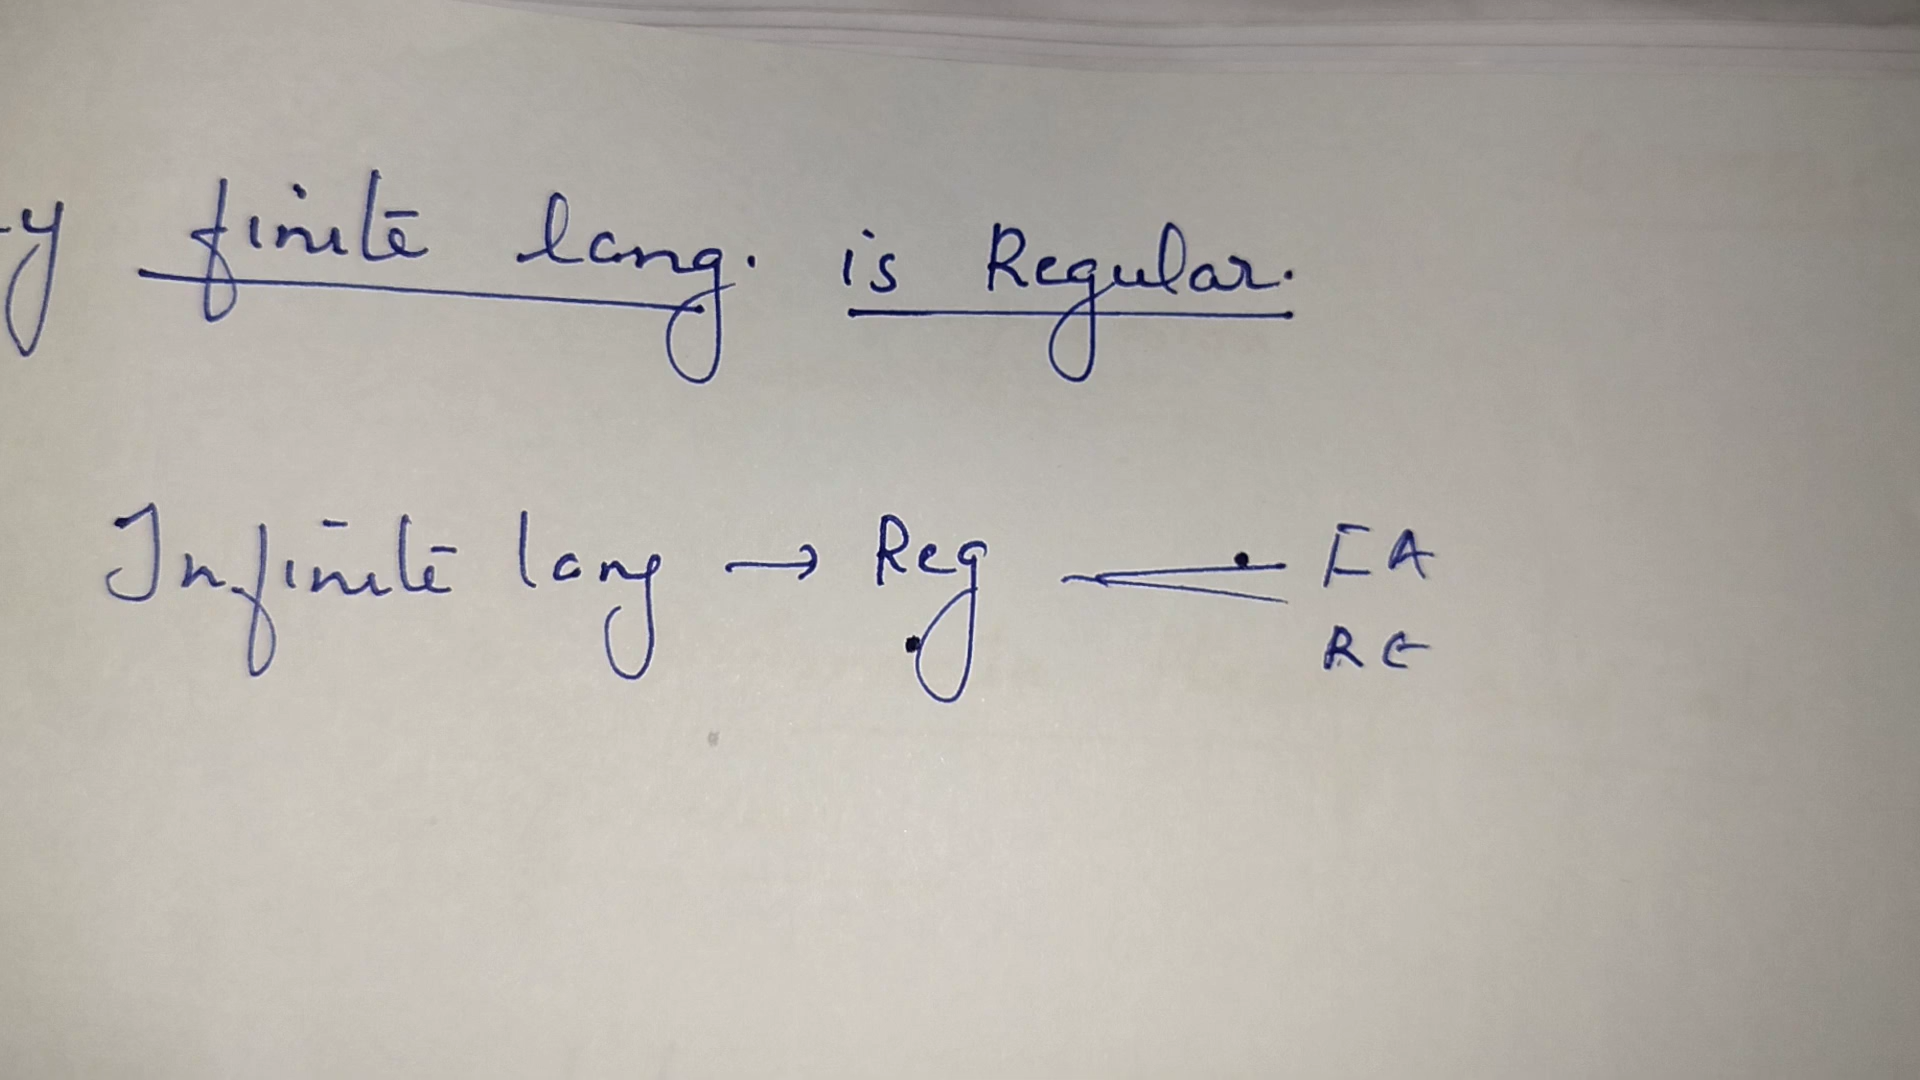 y finite lang. is Regular.
Infinite lang → Reg FA
RE